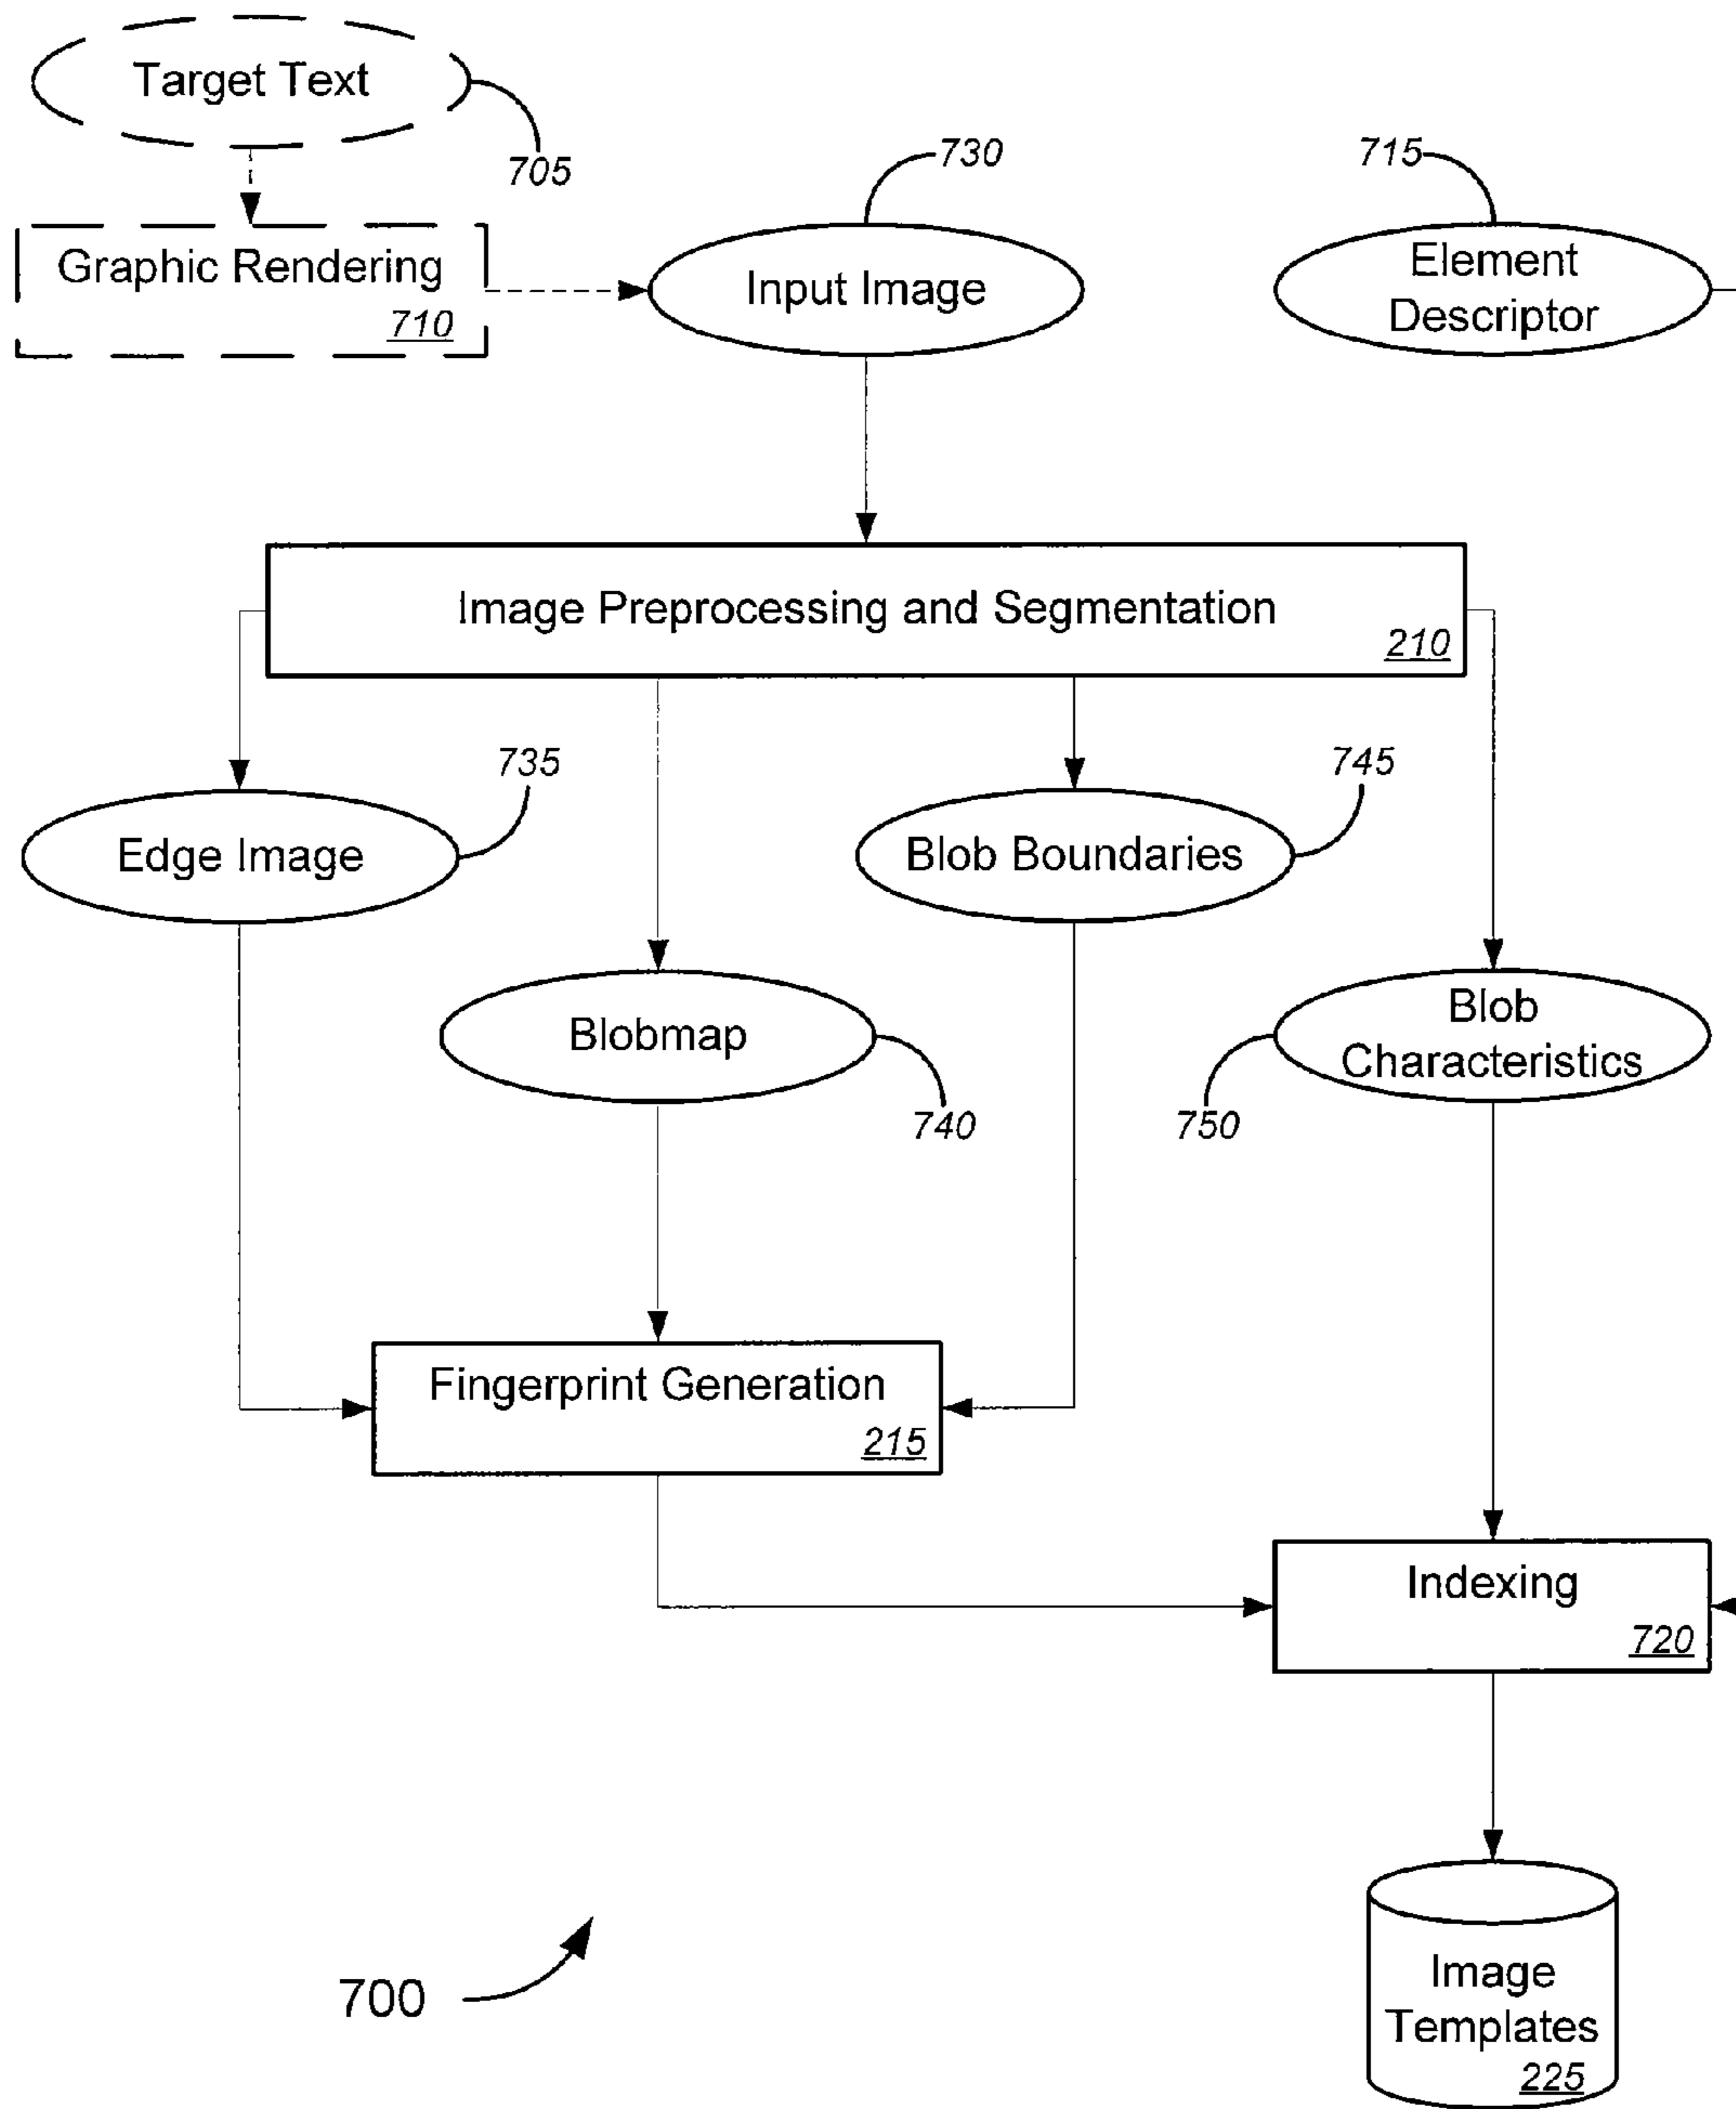 Target Text
705
730
715
Graphic Rendering
710
Input Image
Element
Descriptor
Image Preprocessing and Segmentation
210
735
745
Edge Image
Blob Boundaries
Blobmap
740
Blob
Characteristics
750
Fingerprint Generation
215
Indexing
720
Image
Templates
225
700